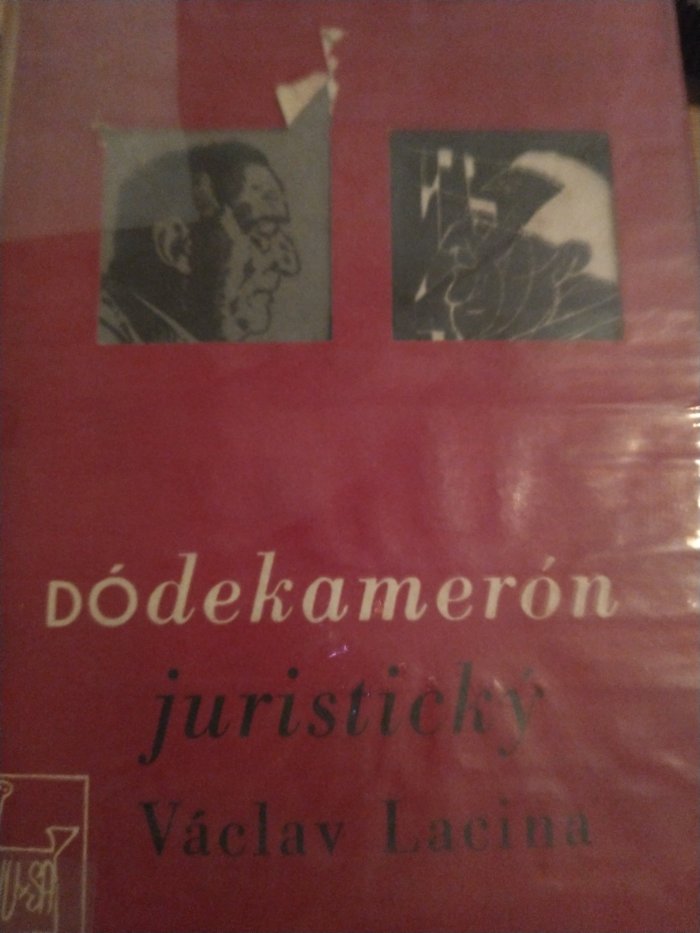 DÓdekamerón
juristický
Václav Lacina